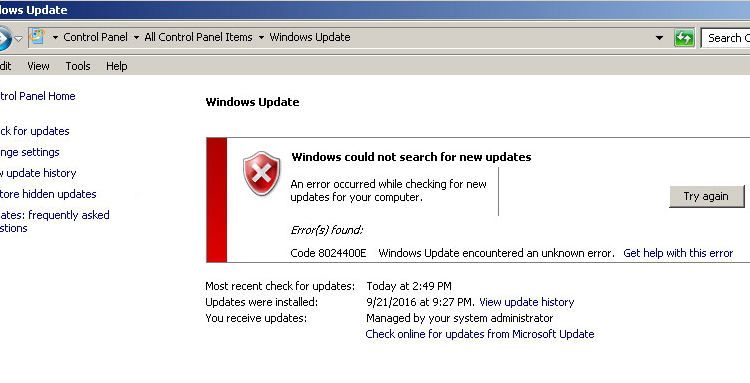 lows Update
Control Panel All Control Panel Items Windows Update Search C
dit View Tools Help
trol Panel Home
ck for updates
nge settings
w update history
tore hidden updates
ates: frequently asked
stions
Windows Update
Windows could not search for new updates
An error occurred while checking for new
updates for your computer.
Try again
Error(s) found:
Code 8024400E Windows Update encountered an unknown error. Get help with this error
Most recent check for updates: Today at 2:49 PM
Updates were installed: 9/21/2016 at 9:27 PM. View update history
You receive updates: Managed by your system administrator
Check online for updates from Microsoft Update